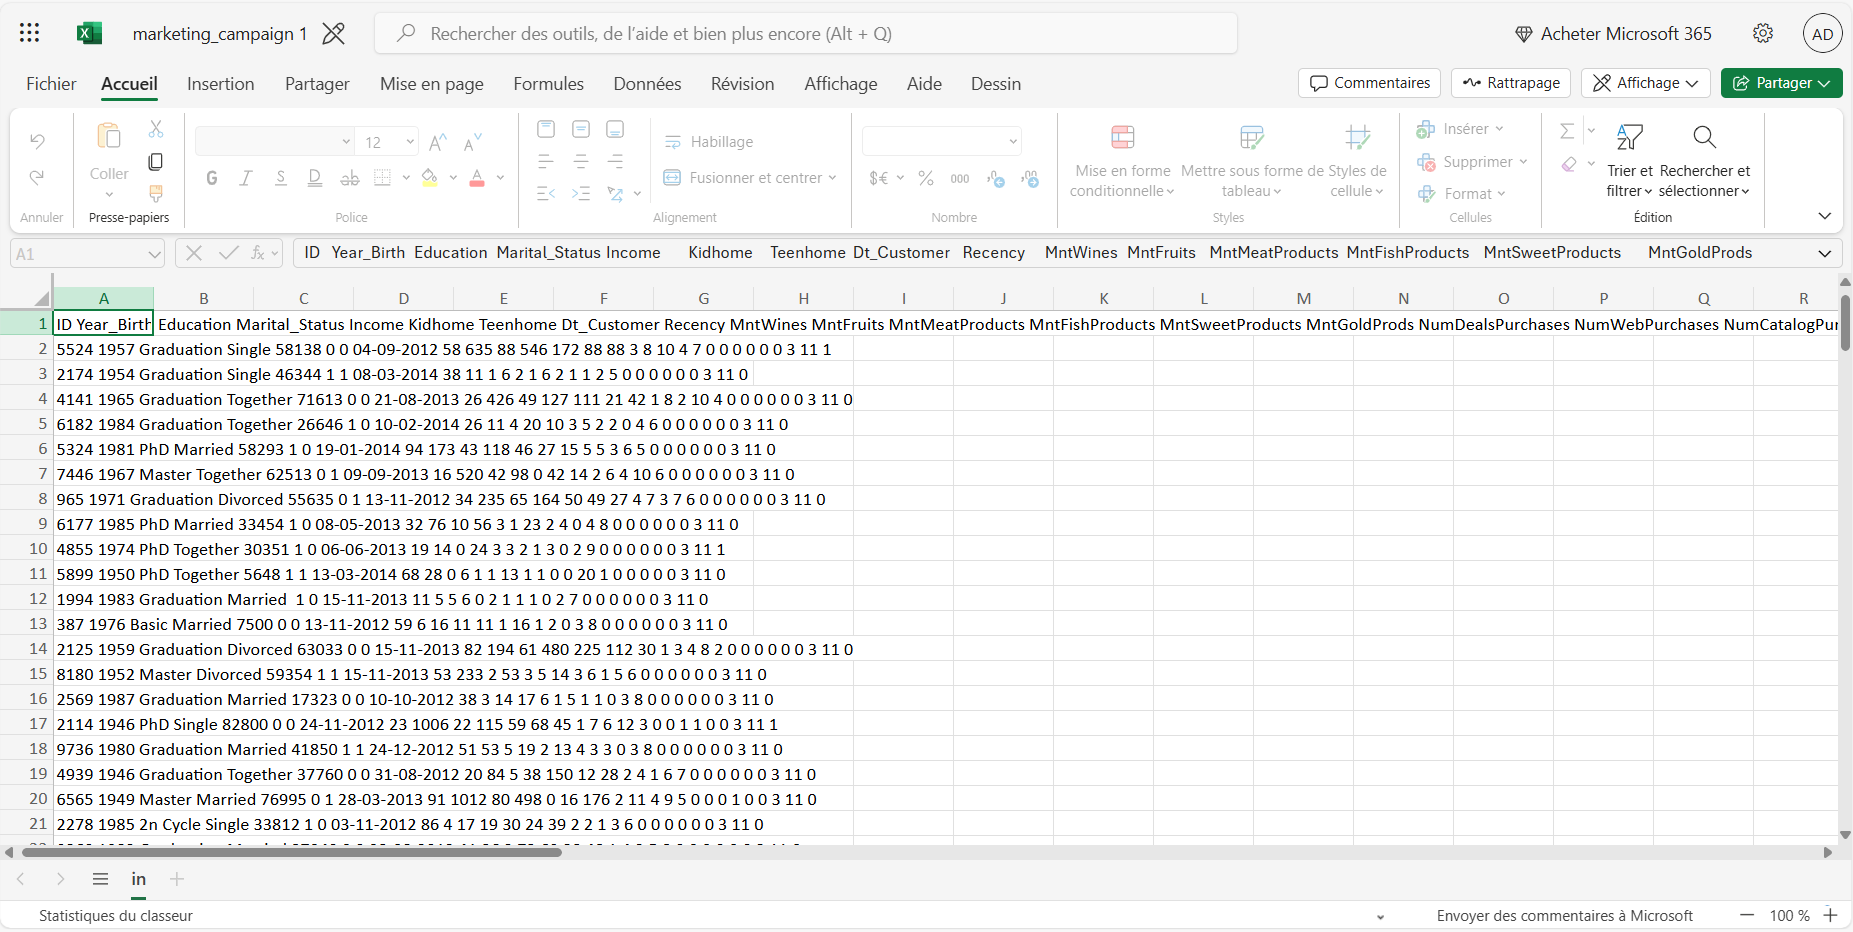 marketing_campaign 1
Rechercher des outils, de l’aide et bien plus encore (Alt + Q)
Acheter Microsoft 365
AD
Fichier Accueil Insertion Partager Mise en page Formules Données Révision Affichage Aide Dessin
Commentaires Rattrapage Affichage Partager
12
Coller
G I S D ab
Habillage
Fusionner et centrer
$€ % 000
Mise en forme conditionnelle
Mettre sous forme de tableau
Styles de cellule
Insérer
Supprimer
Format
Trier et filtrer
Rechercher et sélectionner
Annuler Presse-papiers Police Alignement Nombre Styles Cellules Édition
A1
fx
ID Year_Birth Education Marital_Status Income Kidhome Teenhome Dt_Customer Recency MntWines MntFruits MntMeatProducts MntFishProducts MntSweetProducts MntGoldProds
A B C D E F G H I J K L M N O P Q R
1 ID Year_Birth Education Marital_Status Income Kidhome Teenhome Dt_Customer Recency MntWines MntFruits MntMeatProducts MntFishProducts MntSweetProducts MntGoldProds NumDealsPurchases NumWebPurchases NumCatalogPur
2 5524 1957 Graduation Single 58138 0 0 04-09-2012 58 635 88 546 172 88 88 3 8 10 4 7 0 0 0 0 0 0 3 11 1
3 2174 1954 Graduation Single 46344 1 1 08-03-2014 38 11 1 6 2 1 6 2 1 1 2 5 0 0 0 0 0 0 3 11 0
4 4141 1965 Graduation Together 71613 0 0 21-08-2013 26 426 49 127 111 21 42 1 8 2 10 4 0 0 0 0 0 0 3 11 0
5 6182 1984 Graduation Together 26646 1 0 10-02-2014 26 11 4 20 10 3 5 2 2 0 4 6 0 0 0 0 0 0 3 11 0
6 5324 1981 PhD Married 58293 1 0 19-01-2014 94 173 43 118 46 27 15 5 5 3 6 5 0 0 0 0 0 0 3 11 0
7 7446 1967 Master Together 62513 0 1 09-09-2013 16 520 42 98 0 42 14 2 6 4 10 6 0 0 0 0 0 0 3 11 0
8 965 1971 Graduation Divorced 55635 0 1 13-11-2012 34 235 65 164 50 49 27 4 7 3 7 6 0 0 0 0 0 0 3 11 0
9 6177 1985 PhD Married 33454 1 0 08-05-2013 32 76 10 56 3 1 23 2 4 0 4 8 0 0 0 0 0 0 3 11 0
10 4855 1974 PhD Together 30351 1 0 06-06-2013 19 14 0 24 3 3 2 1 3 0 2 9 0 0 0 0 0 0 3 11 1
11 5899 1950 PhD Together 5648 1 1 13-03-2014 68 28 0 6 1 1 13 1 1 0 0 20 1 0 0 0 0 0 3 11 0
12 1994 1983 Graduation Married 1 0 15-11-2013 11 5 5 6 0 2 1 1 1 0 2 7 0 0 0 0 0 0 3 11 0
13 387 1976 Basic Married 7500 0 0 13-11-2012 59 6 16 11 11 1 16 1 2 0 3 8 0 0 0 0 0 0 3 11 0
14 2125 1959 Graduation Divorced 63033 0 0 15-11-2013 82 194 61 480 225 112 30 1 3 4 8 2 0 0 0 0 0 0 3 11 0
15 8180 1952 Master Divorced 59354 1 1 15-11-2013 53 233 2 53 3 5 14 3 6 1 5 6 0 0 0 0 0 0 3 11 0
16 2569 1987 Graduation Married 17323 0 0 10-10-2012 38 3 14 17 6 1 5 1 1 0 3 8 0 0 0 0 0 0 3 11 0
17 2114 1946 PhD Single 82800 0 0 24-11-2012 23 1006 22 115 59 68 45 1 7 6 12 3 0 0 1 1 0 0 3 11 1
18 9736 1980 Graduation Married 41850 1 1 24-12-2012 51 53 5 19 2 13 4 3 3 0 3 8 0 0 0 0 0 0 3 11 0
19 4939 1946 Graduation Together 37760 0 0 31-08-2012 20 84 5 38 150 12 28 2 4 1 6 7 0 0 0 0 0 0 3 11 0
20 6565 1949 Master Married 76995 0 1 28-03-2013 91 1012 80 498 0 16 176 2 11 4 9 5 0 0 0 1 0 0 3 11 0
21 2278 1985 2n Cycle Single 33812 1 0 03-11-2012 86 4 17 19 30 24 39 2 2 1 3 6 0 0 0 0 0 0 3 11 0
in
Statistiques du classeur
Envoyer des commentaires à Microsoft
100 %